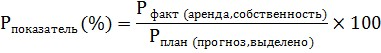 Р показатель (%) = Р факт (аренда,собственность) / Р план (прогноз,выделено) × 100